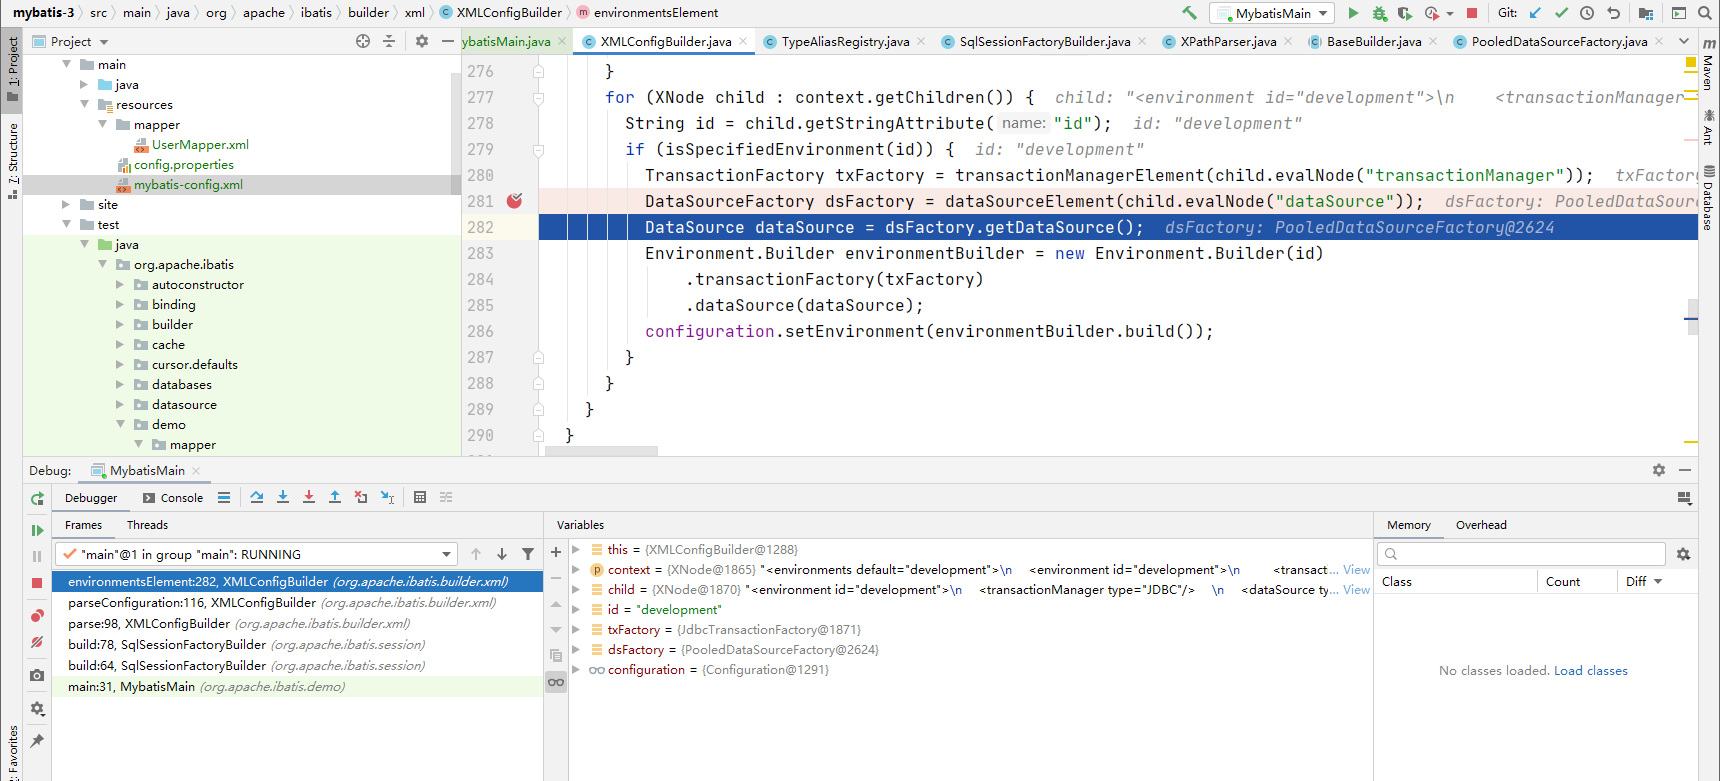 mybatis-3 src main java org apache ibatis builder xml XMLConfigBuilder environmentsElement MybatisMain Git:
Project ybatisMain.java XMLConfigBuilder.java TypeAliasRegistry.java SqlSessionFactoryBuilder.java XPathParser.java BaseBuilder.java PooledDataSourceFactory.java
1: Project
7: Structure
2: Favorites
Maven
Ant
Database
main
java
resources
mapper
UserMapper.xml
config.properties
mybatis-config.xml
site
test
java
org.apache.ibatis
autoconstructor
binding
builder
cache
cursor.defaults
databases
datasource
demo
mapper
276 }
277 for (XNode child : context.getChildren()) { child: "<environment id="development">\n <transactionManager
278 String id = child.getStringAttribute( name: "id"); id: "development"
279 if (isSpecifiedEnvironment(id)) { id: "development"
280 TransactionFactory txFactory = transactionManagerElement(child.evalNode("transactionManager")); txFactory
281 DataSourceFactory dsFactory = dataSourceElement(child.evalNode("dataSource")); dsFactory: PooledDataSour
282 DataSource dataSource = dsFactory.getDataSource(); dsFactory: PooledDataSourceFactory@2624
283 Environment.Builder environmentBuilder = new Environment.Builder(id)
284 .transactionFactory(txFactory)
285 .dataSource(dataSource);
286 configuration.setEnvironment(environmentBuilder.build());
287 }
288 }
289 }
290 }
Debug: MybatisMain
Debugger Console
Frames Threads
"main"@1 in group "main": RUNNING
environmentsElement:282, XMLConfigBuilder (org.apache.ibatis.builder.xml)
parseConfiguration:116, XMLConfigBuilder (org.apache.ibatis.builder.xml)
parse:98, XMLConfigBuilder (org.apache.ibatis.builder.xml)
build:78, SqlSessionFactoryBuilder (org.apache.ibatis.session)
build:64, SqlSessionFactoryBuilder (org.apache.ibatis.session)
main:31, MybatisMain (org.apache.ibatis.demo)
Variables
this = {XMLConfigBuilder@1288}
context = {XNode@1865} "<environments default="development">\n <environment id="development">\n <transact... View
child = {XNode@1870} "<environment id="development">\n <transactionManager type="JDBC"/> \n <dataSource ty... View
id = "development"
txFactory = {JdbcTransactionFactory@1871}
dsFactory = {PooledDataSourceFactory@2624}
configuration = {Configuration@1291}
Memory Overhead
Class Count Diff
No classes loaded. Load classes